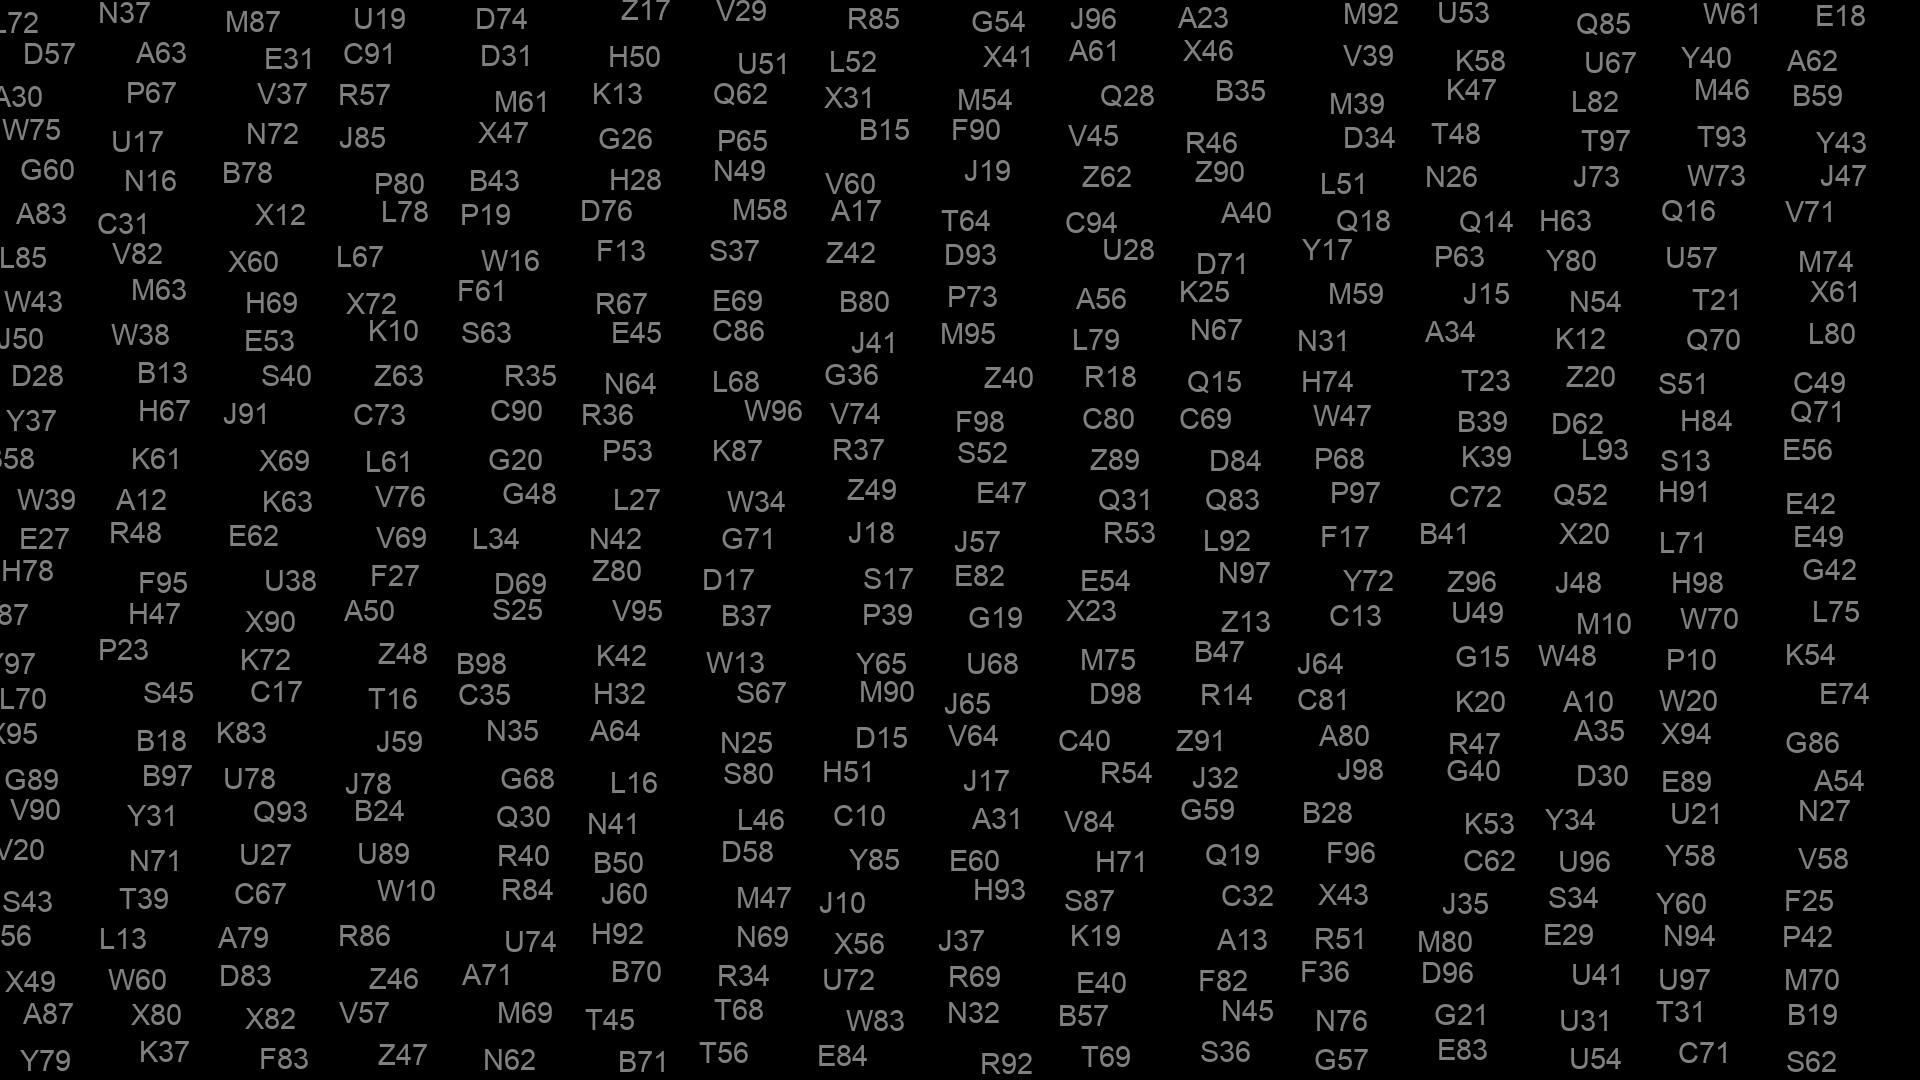 L72 N37 M87 U19 D74 Z17 V29 R85 G54 J96 A23 M92 U53 Q85 W61 E18
D57 A63 E31 C91 D31 H50 U51 L52 X41 A61 X46 V39 K58 U67 Y40 A62
A30 P67 V37 R57 M61 K13 Q62 X31 M54 Q28 B35 M39 K47 L82 M46 B59
W75 U17 N72 J85 X47 G26 P65 B15 F90 V45 R46 D34 T48 T97 T93 Y43
G60 N16 B78 P80 B43 H28 N49 V60 J19 Z62 Z90 L51 N26 J73 W73 J47
A83 C31 X12 L78 P19 D76 M58 A17 T64 C94 A40 Q18 Q14 H63 Q16 V71
L85 V82 X60 L67 W16 F13 S37 Z42 D93 U28 D71 Y17 P63 Y80 U57 M74
W43 M63 H69 X72 F61 R67 E69 B80 P73 A56 K25 M59 J15 N54 T21 X61
J50 W38 E53 K10 S63 E45 C86 J41 M95 L79 N67 N31 A34 K12 Q70 L80
D28 B13 S40 Z63 R35 N64 L68 G36 Z40 R18 Q15 H74 T23 Z20 S51 C49
Y37 H67 J91 C73 C90 R36 W96 V74 F98 C80 C69 W47 B39 D62 H84 Q71
58 K61 X69 L61 G20 P53 K87 R37 S52 Z89 D84 P68 K39 L93 S13 E56
W39 A12 K63 V76 G48 L27 W34 Z49 E47 Q31 Q83 P97 C72 Q52 H91 E42
E27 R48 E62 V69 L34 N42 G71 J18 J57 R53 L92 F17 B41 X20 L71 E49
H78 F95 U38 F27 D69 Z80 D17 S17 E82 E54 N97 Y72 Z96 J48 H98 G42
87 H47 X90 A50 S25 V95 B37 P39 G19 X23 Z13 C13 U49 M10 W70 L75
97 P23 K72 Z48 B98 K42 W13 Y65 U68 M75 B47 J64 G15 W48 P10 K54
L70 S45 C17 T16 C35 H32 S67 M90 J65 D98 R14 C81 K20 A10 W20 E74
X95 B18 K83 J59 N35 A64 N25 D15 V64 C40 Z91 A80 R47 A35 X94 G86
G89 B97 U78 J78 G68 L16 S80 H51 J17 R54 J32 J98 G40 D30 E89 A54
V90 Y31 Q93 B24 Q30 N41 L46 C10 A31 V84 G59 B28 K53 Y34 U21 N27
V20 N71 U27 U89 R40 B50 D58 Y85 E60 H71 Q19 F96 C62 U96 Y58 V58
S43 T39 C67 W10 R84 J60 M47 J10 H93 S87 C32 X43 J35 S34 Y60 F25
56 L13 A79 R86 U74 H92 N69 X56 J37 K19 A13 R51 M80 E29 N94 P42
X49 W60 D83 Z46 A71 B70 R34 U72 R69 E40 F82 F36 D96 U41 U97 M70
A87 X80 X82 V57 M69 T45 T68 W83 N32 B57 N45 N76 G21 U31 T31 B19
Y79 K37 F83 Z47 N62 B71 T56 E84 R92 T69 S36 G57 E83 U54 C71 S62